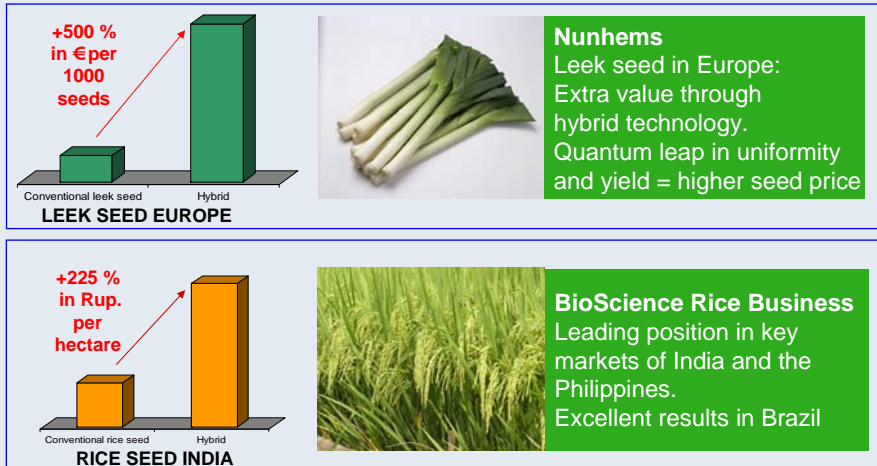 +500 %
in € per
1000
seeds
Conventional leek seed
Hybrid
LEEK SEED EUROPE
Nunhems
Leek seed in Europe:
Extra value through
hybrid technology.
Quantum leap in uniformity
and yield = higher seed price
+225 %
in Rup.
per
hectare
Conventional rice seed
Hybrid
RICE SEED INDIA
BioScience Rice Business
Leading position in key
markets of India and the
Philippines.
Excellent results in Brazil